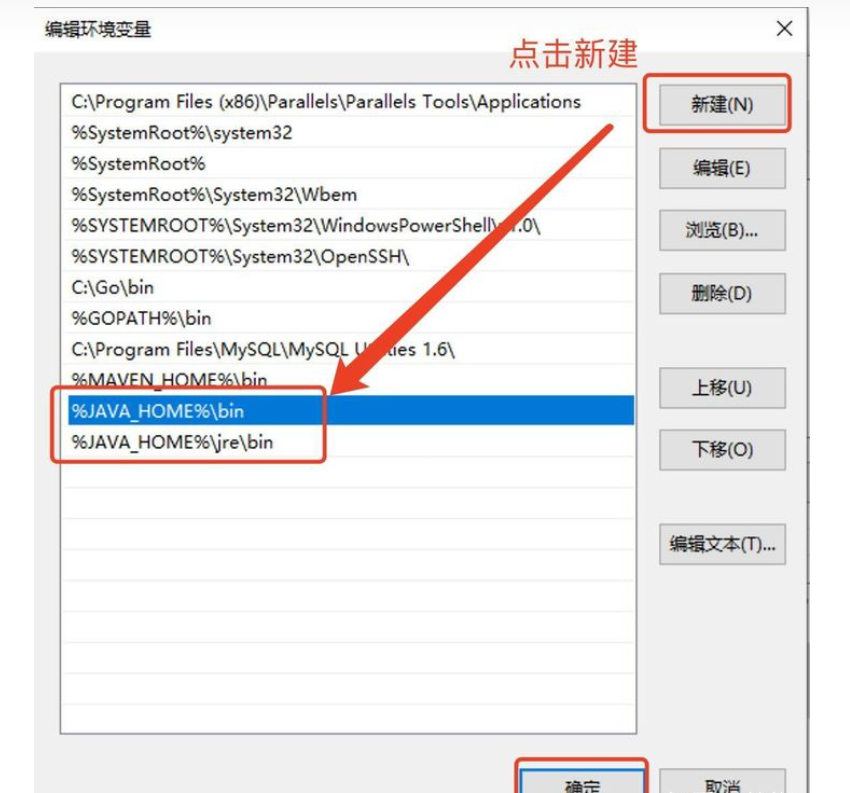 编辑环境变量
点击新建
C:\Program Files (x86)\Parallels\Parallels Tools\Applications
新建(N)
%SystemRoot%\system32
%SystemRoot%
编辑(E)
%SystemRoot%\System32\Wbem
%SYSTEMROOT%\System32\WindowsPowerShell\v1.0\
浏览(B)...
%SYSTEMROOT%\System32\OpenSSH\
C:\Go\bin
删除(D)
%GOPATH%\bin
C:\Program Files\MySQL\MySQL Utilities 1.6\
%MAVEN_HOME%\bin
上移(U)
%JAVA_HOME%\bin
%JAVA_HOME%\jre\bin
下移(O)
编辑文本(T)...
确定
取消